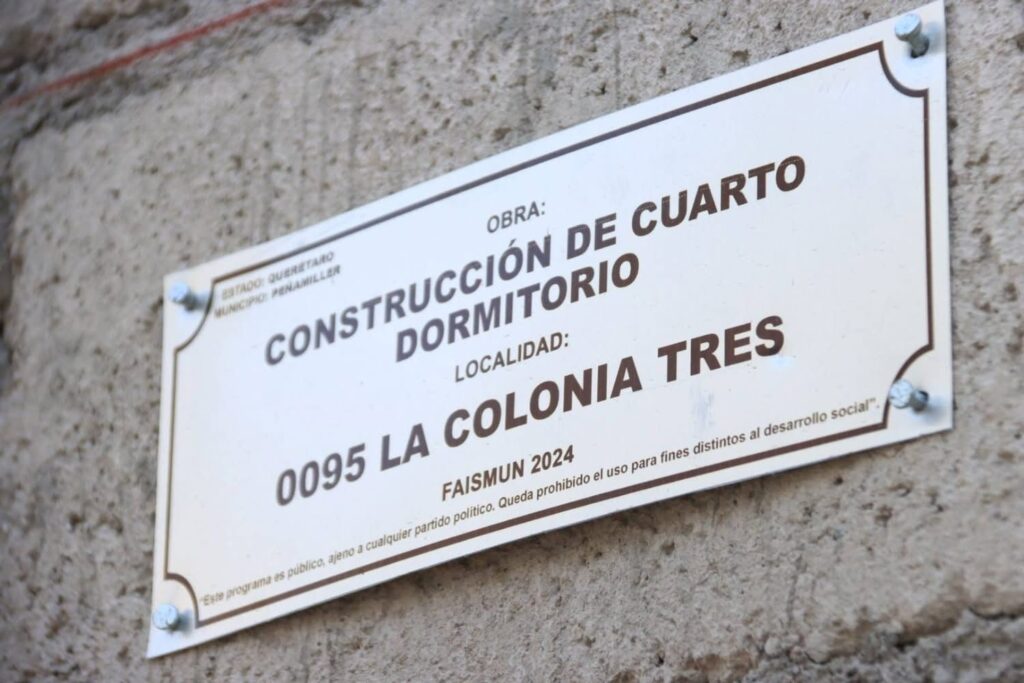 ESTADO: QUERÉTARO
MUNICIPIO: PEÑAMILLER
OBRA:
CONSTRUCCIÓN DE CUARTO
DORMITORIO
LOCALIDAD:
0095 LA COLONIA TRES
FAISMUN 2024
"Este programa es público, ajeno a cualquier partido político. Queda prohibido el uso para fines distintos al desarrollo social".